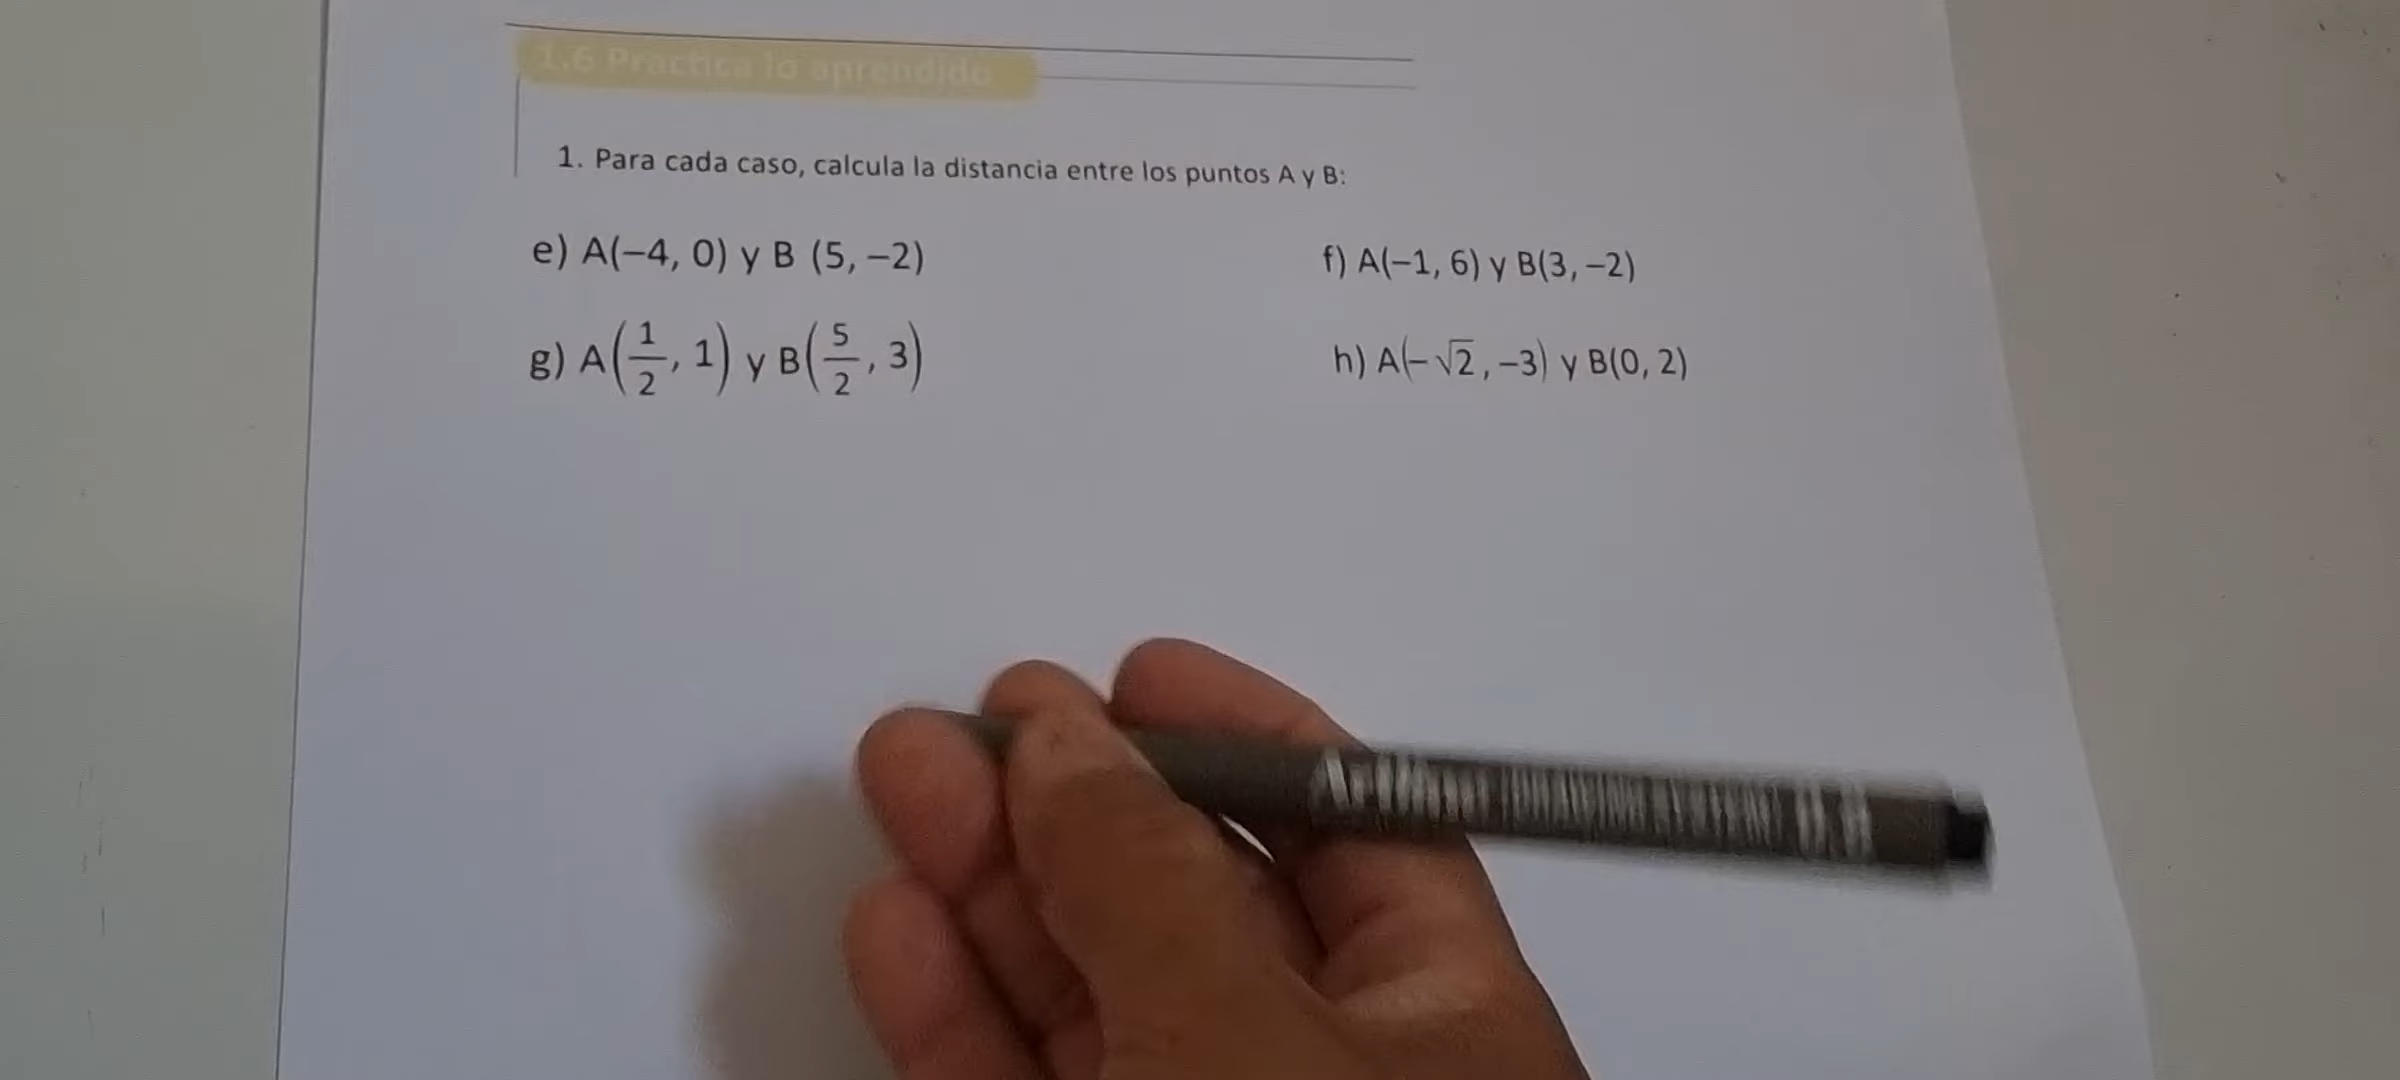 1.6 Practica lo aprendido
1. Para cada caso, calcula la distancia entre los puntos A y B:
e) A(−4, 0) y B (5, −2)
f) A(−1, 6) y B(3, −2)
g) A(1/2, 1) y B(5/2, 3)
h) A(−√2, −3) y B(0, 2)